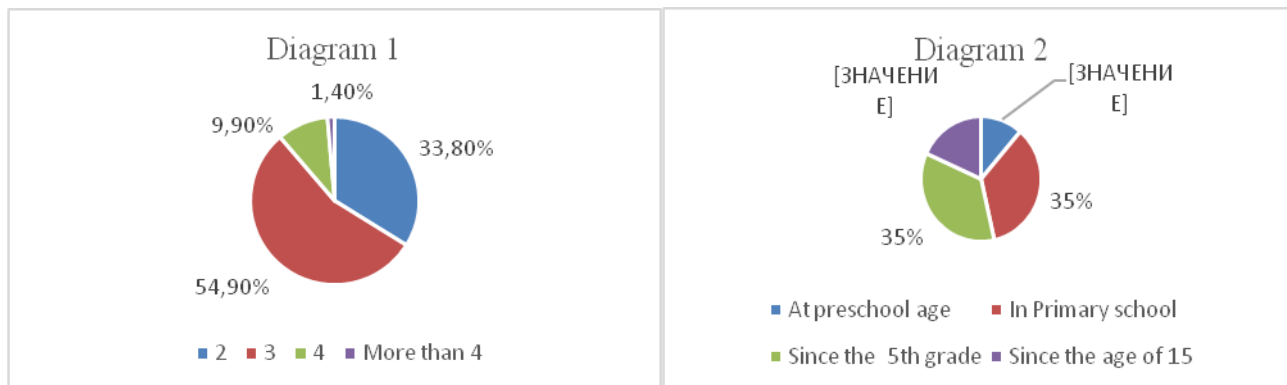 Diagram 1
1,40%
9,90%
33,80%
54,90%
2 3 4 More than 4
Diagram 2
[ЗНАЧЕНИ
Е]
[ЗНАЧЕНИ
Е]
35%
35%
At preschool age In Primary school
Since the 5th grade Since the age of 15